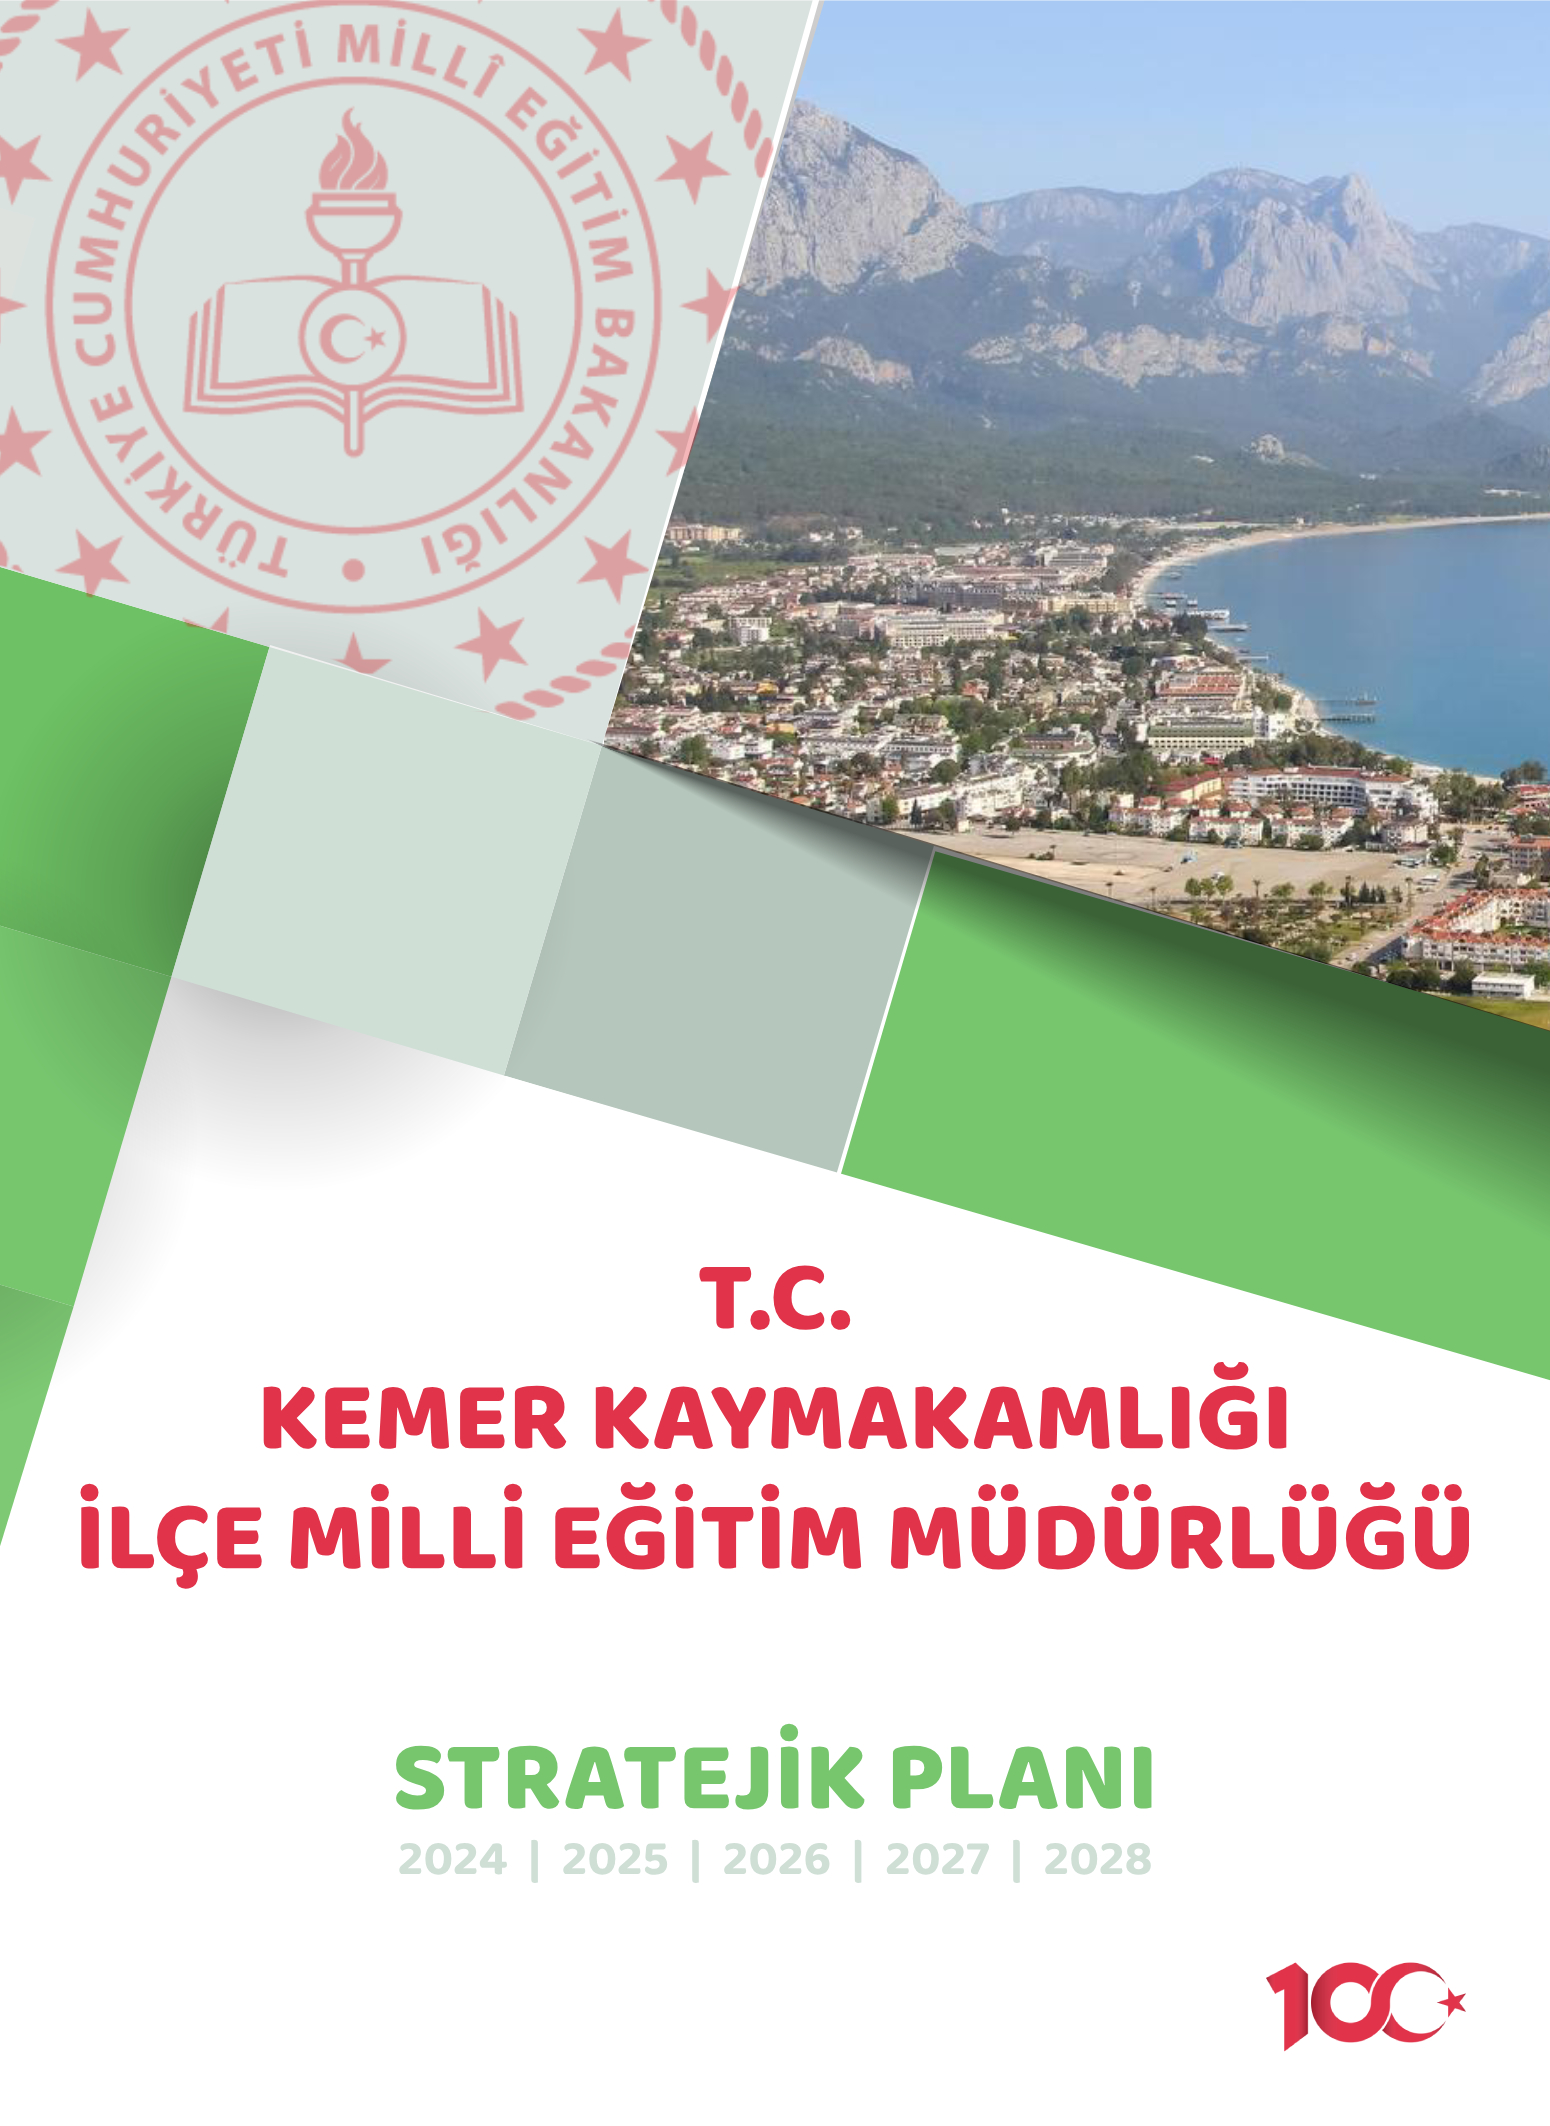 TÜRKİYE CUMHURİYETİ MİLLÎ EĞİTİM BAKANLIĞI
T.C.
KEMER KAYMAKAMLIĞI
İLÇE MİLLİ EĞİTİM MÜDÜRLÜĞÜ
STRATEJİK PLANI
2024 | 2025 | 2026 | 2027 | 2028
100